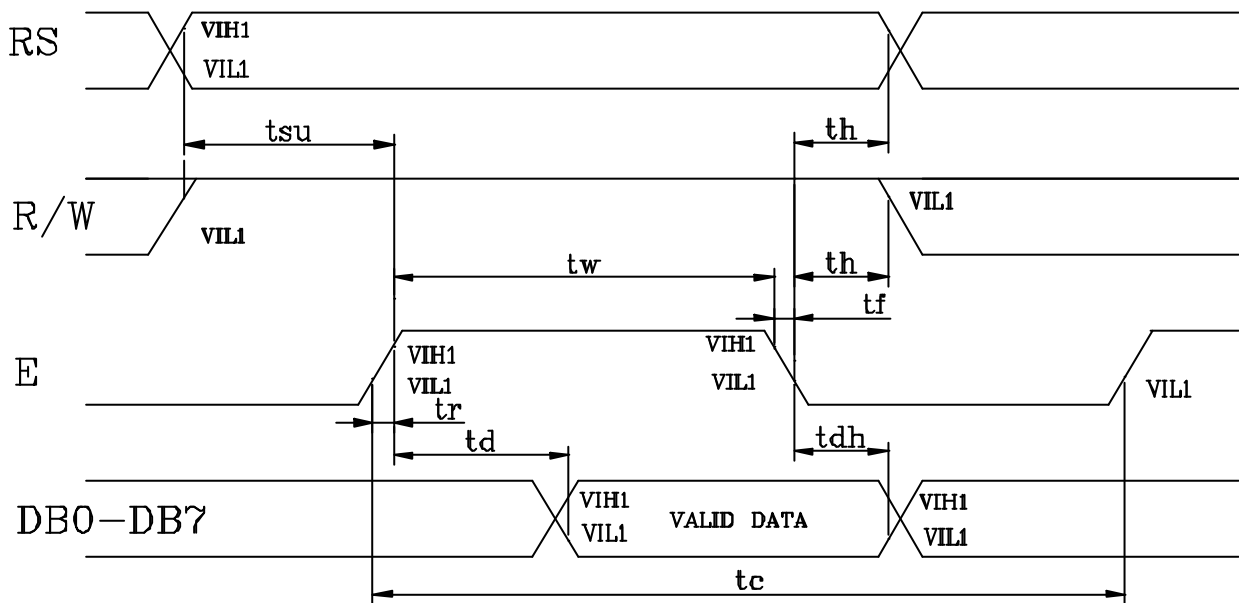 RS
VIH1
VIL1
tsu
th
R/W
VIL1
VIL1
tw
th
tf
E
VIH1
VIL1
VIH1
VIL1
VIL1
tr
td
tdh
DB0-DB7
VIH1
VIL1
VALID DATA
VIH1
VIL1
tc